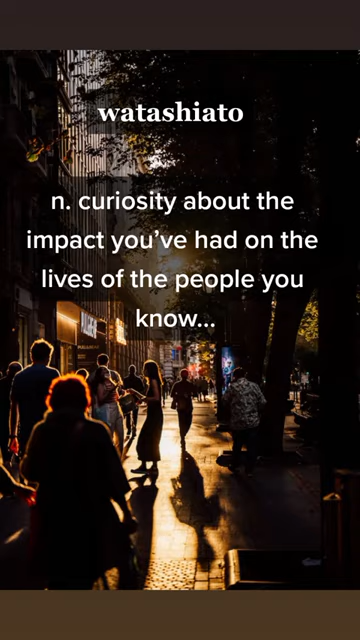 watashiato
n. curiosity about the
impact you’ve had on the
lives of the people you
know...